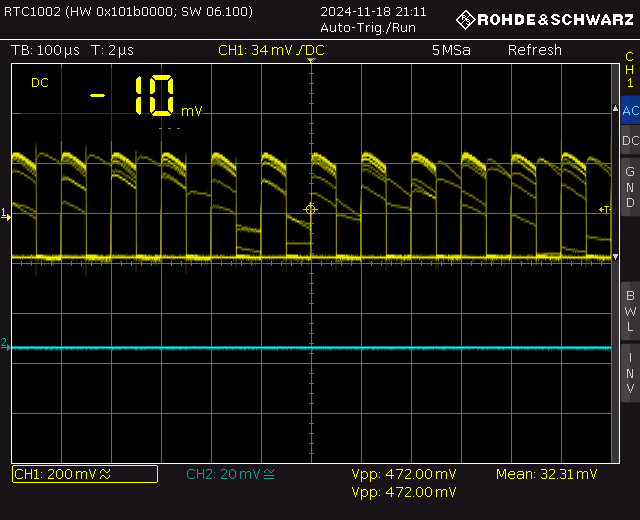 RTC1002 (HW 0x101b0000; SW 06.100)
2024-11-18 21:11
Auto-Trig./Run
ROHDE&SCHWARZ
TB: 100 µs T: 2 µs CH1: 34 mV / DC 5 MSa Refresh
DC
- 10 mV
CH1
AC
DC
GND
BWL
INV
1
T
2
CH1: 200 mV
CH2: 20 mV
Vpp: 472.00 mV Mean: 32.31 mV
Vpp: 472.00 mV